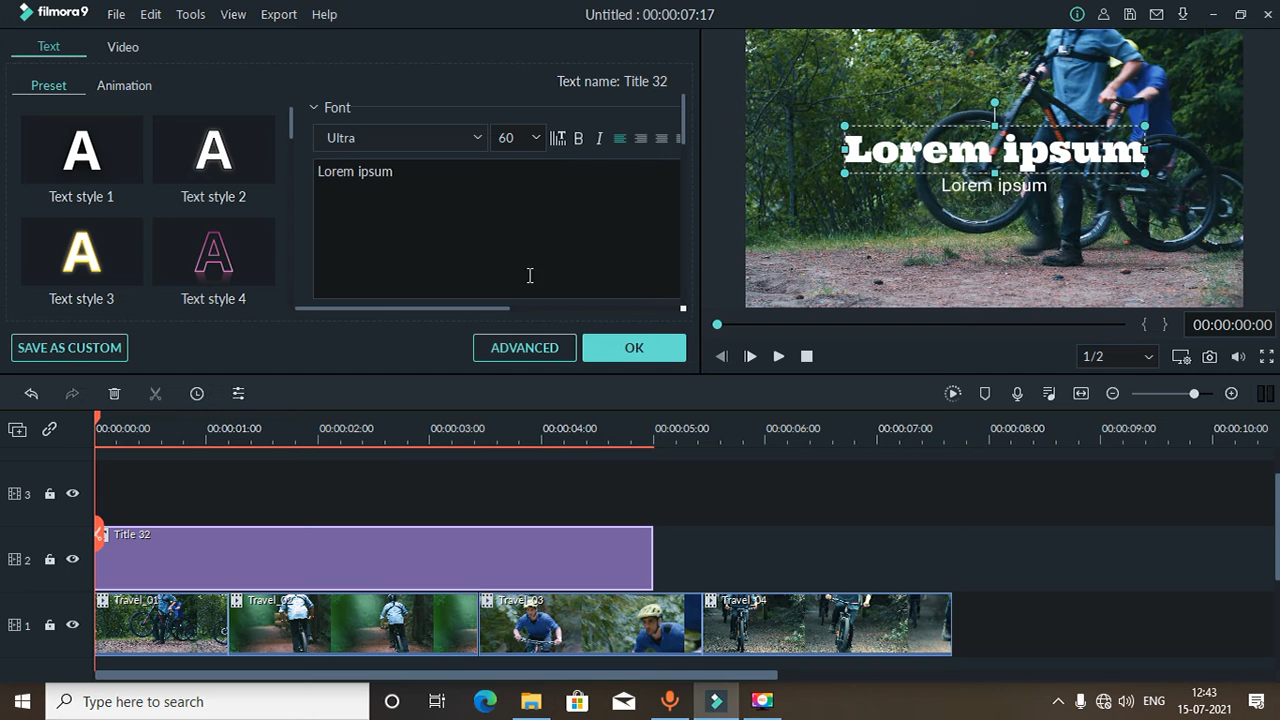 filmora9 File Edit Tools View Export Help Untitled : 00:00:07:17
Text Video
Preset Animation Text name: Title 32
Font
Ultra 60 B I
Lorem ipsum
A A
Text style 1 Text style 2
A A
Text style 3 Text style 4
Lorem ipsum
Lorem ipsum
{ } 00:00:00:00
SAVE AS CUSTOM ADVANCED OK
1/2
00:00:00:00 00:00:01:00 00:00:02:00 00:00:03:00 00:00:04:00 00:00:05:00 00:00:06:00 00:00:07:00 00:00:08:00 00:00:09:00 00:00:10:00
3
Title 32
2
Travel_01 Travel_03 Travel_04
1
Type here to search
ENG
12:43
15-07-2021